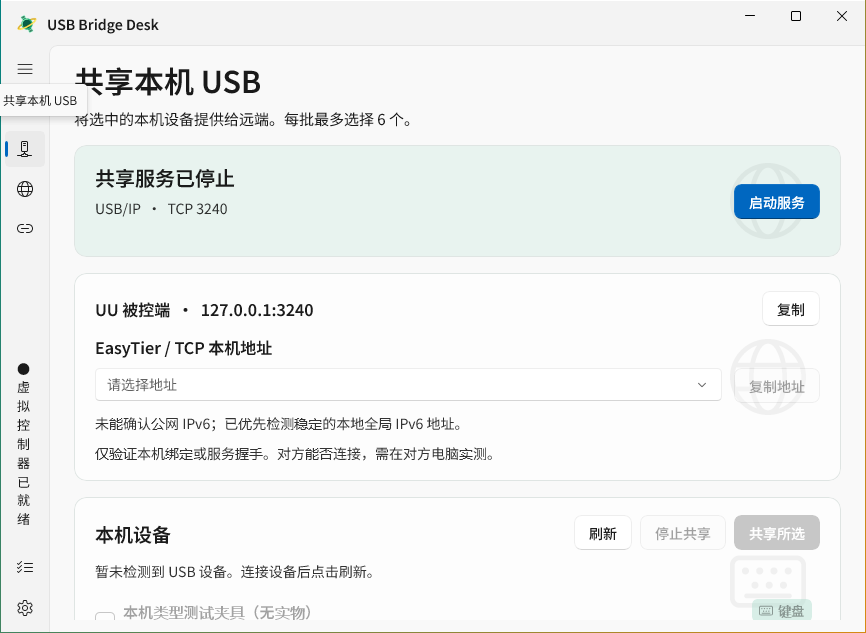 USB Bridge Desk
共享本机 USB
共享本机 USB
将选中的本机设备提供给远端。每批最多选择 6 个。
共享服务已停止
USB/IP • TCP 3240
启动服务
UU 被控端 • 127.0.0.1:3240
复制
EasyTier / TCP 本机地址
请选择地址
复制地址
未能确认公网 IPv6；已优先检测稳定的本地全局 IPv6 地址。
仅验证本机绑定或服务握手。对方能否连接，需在对方电脑实测。
虚
拟
控
制
器
已
就
绪
本机设备
刷新
停止共享
共享所选
暂未检测到 USB 设备。连接设备后点击刷新。
本机类型测试夹具（无实物）
键盘